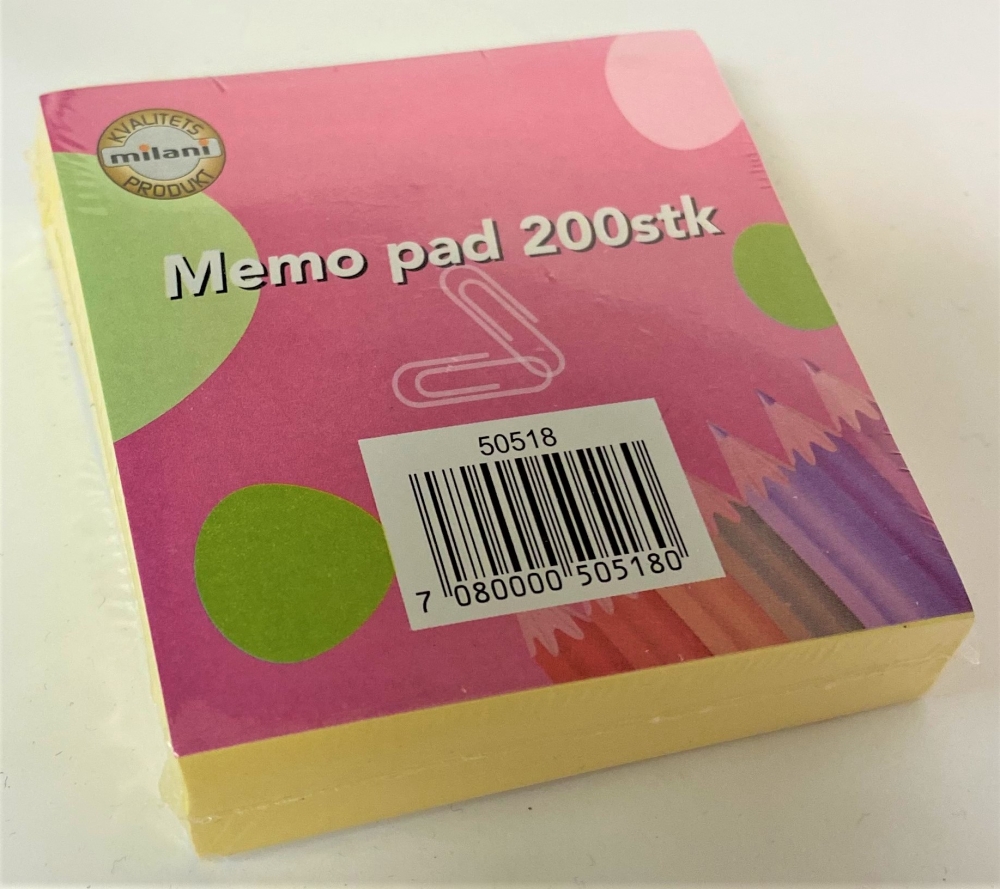 KVALITETS
milani
PRODUKT
Memo pad 200stk
50518
7 080000 505180